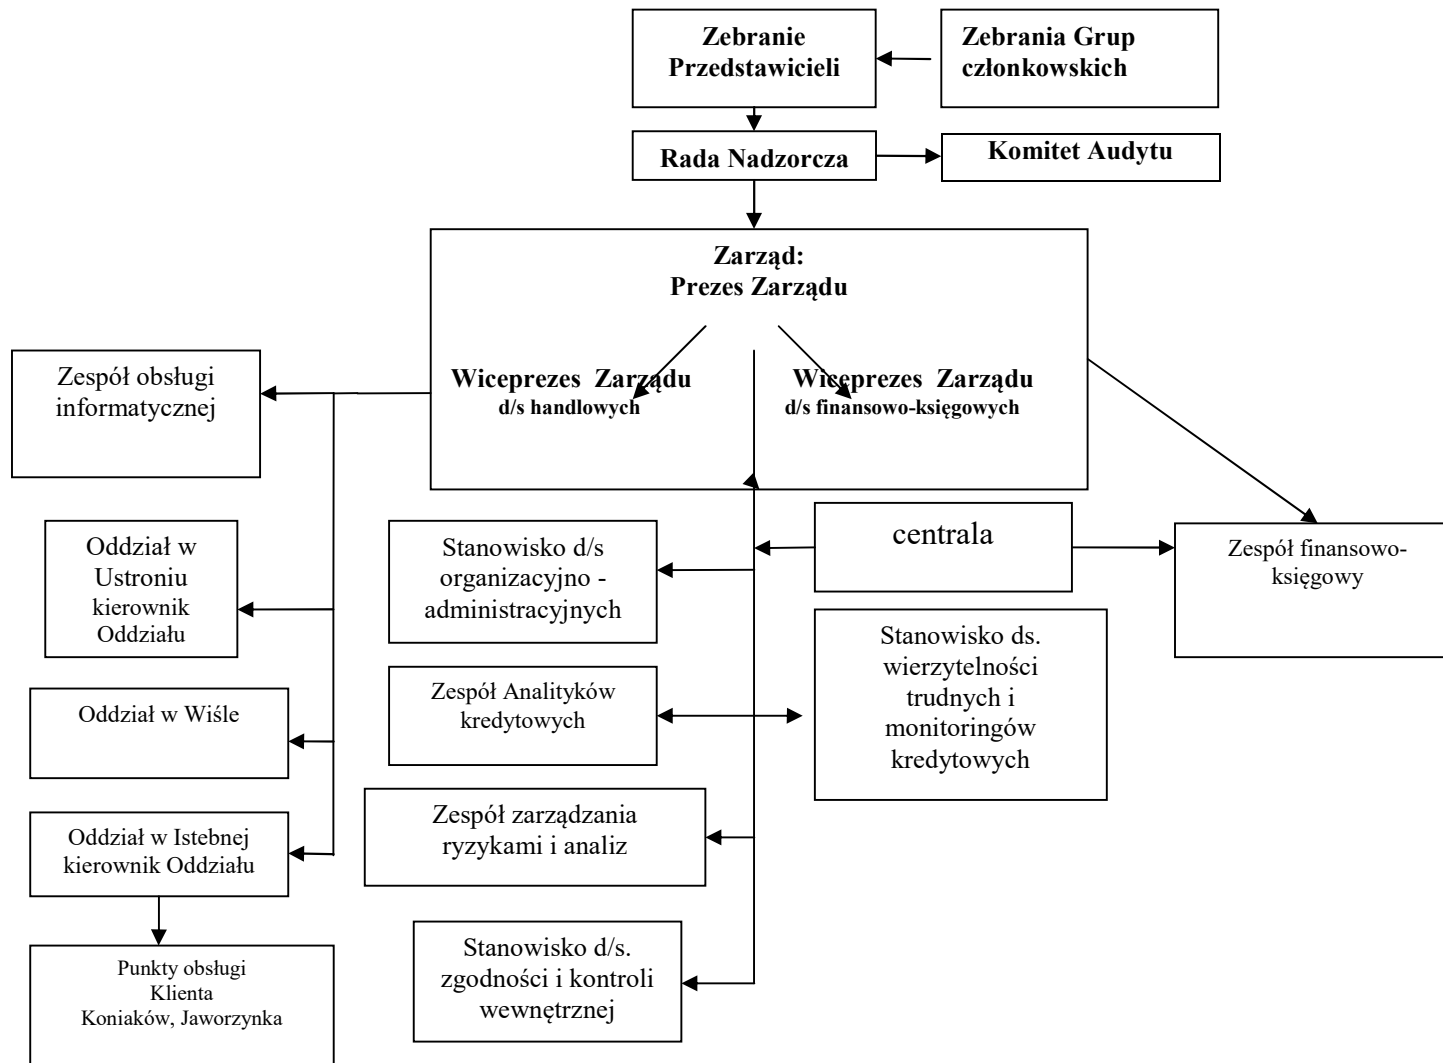 Zebranie
Przedstawicieli
Zebrania Grup
członkowskich
Rada Nadzorcza
Komitet Audytu
Zarząd:
Prezes Zarządu
Wiceprezes Zarządu
d/s handlowych
Wiceprezes Zarządu
d/s finansowo-księgowych
Zespół obsługi
informatycznej
Oddział w
Ustroniu
kierownik
Oddziału
Stanowisko d/s
organizacyjno -
administracyjnych
centrala
Zespół finansowo-
księgowy
Oddział w Wiśle
Zespół Analityków
kredytowych
Stanowisko ds.
wierzytelności
trudnych i
monitoringów
kredytowych
Oddział w Istebnej
kierownik Oddziału
Zespół zarządzania
ryzykami i analiz
Punkty obsługi
Klienta
Koniaków, Jaworzynka
Stanowisko d/s.
zgodności i kontroli
wewnętrznej